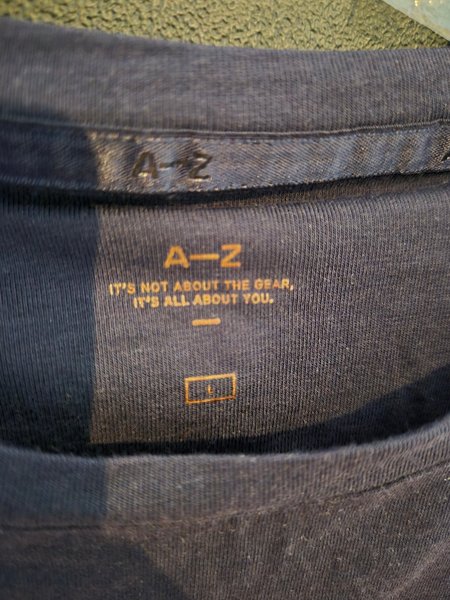 A—Z
A—Z
IT'S NOT ABOUT THE GEAR,
IT'S ALL ABOUT YOU.